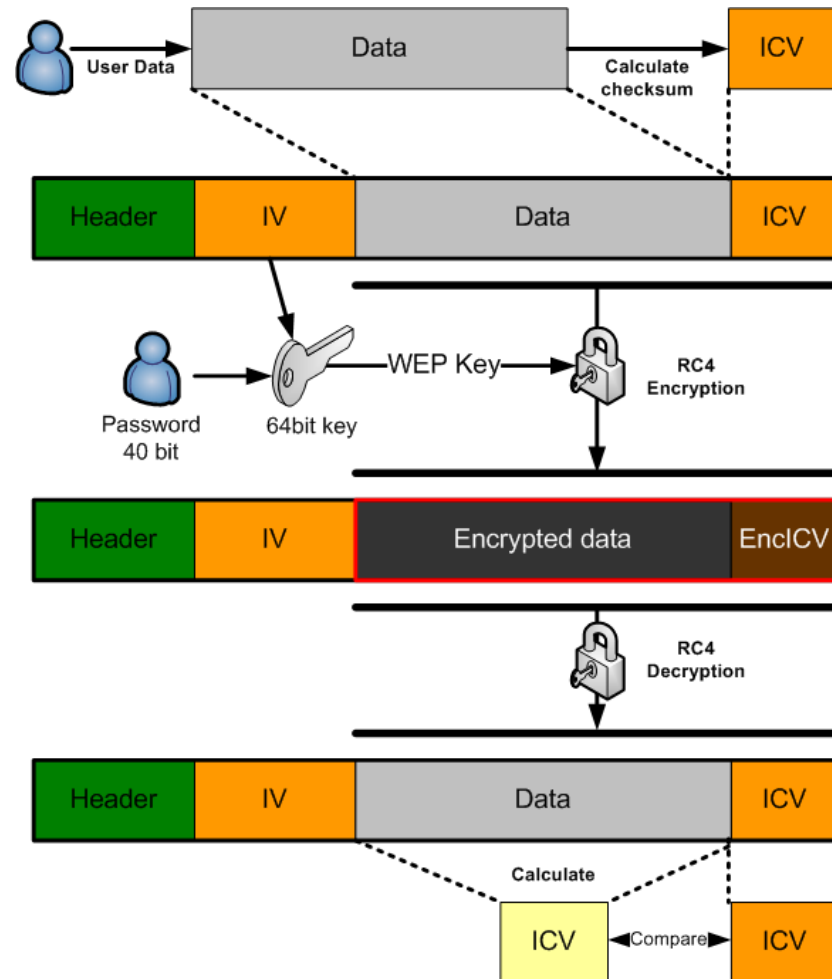 Data
ICV
User Data
Calculate
checksum
Header
IV
Data
ICV
WEP Key
RC4
Encryption
Password
40 bit
64bit key
Header
IV
Encrypted data
EncICV
RC4
Decryption
Header
IV
Data
ICV
Calculate
ICV
Compare
ICV